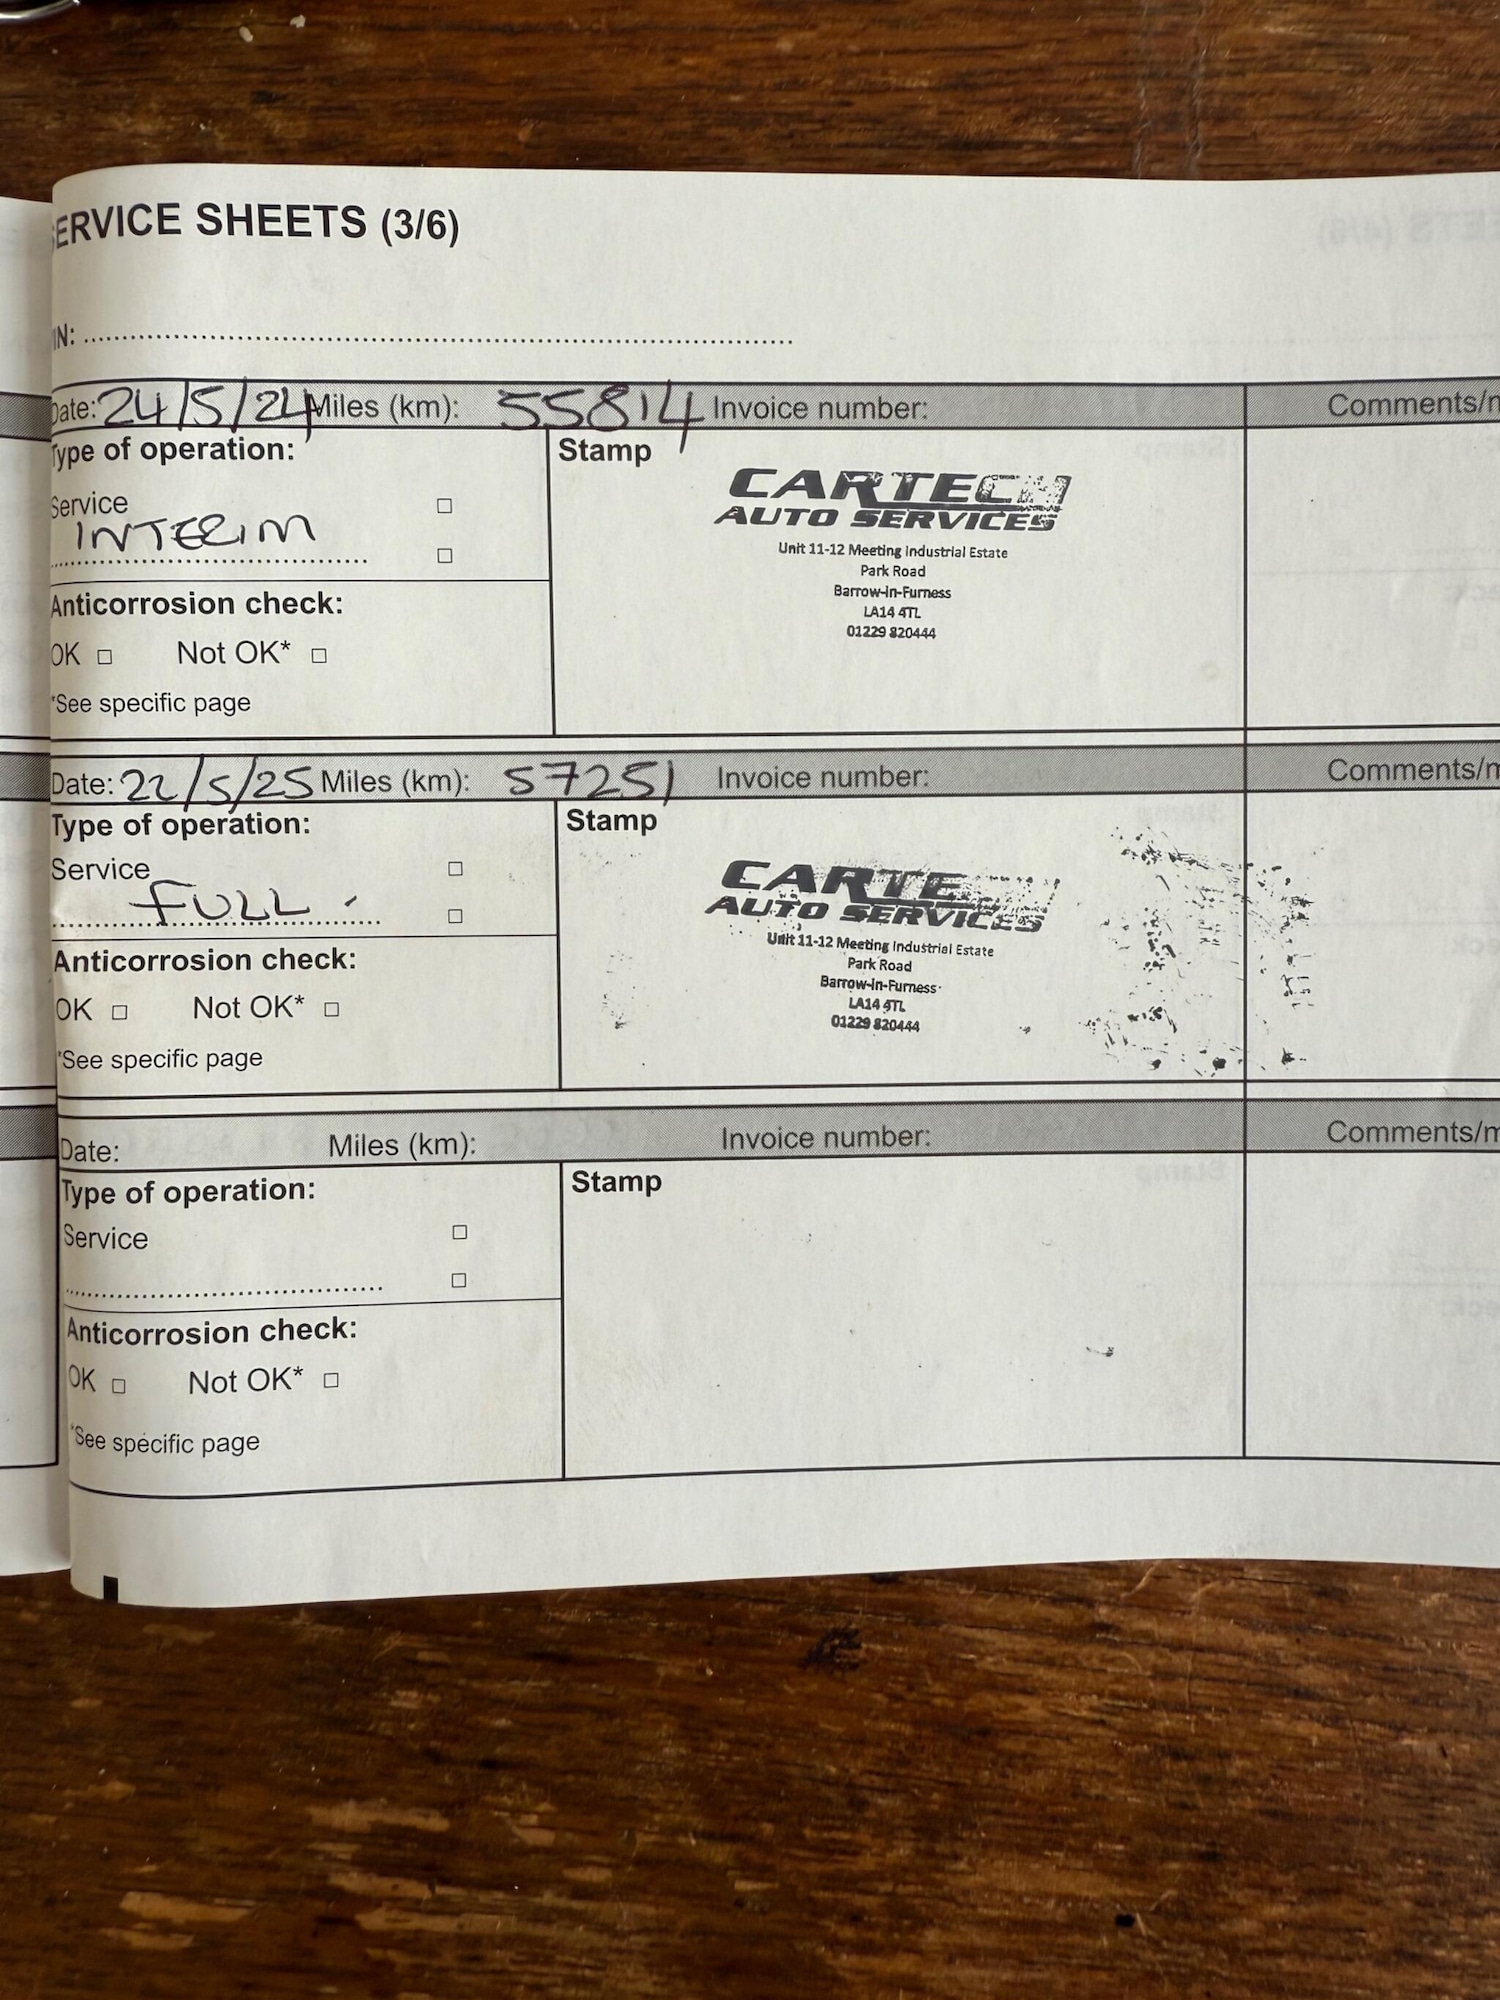 ERVICE SHEETS (3/6)
IN:
Date: 24/5/24 Miles (km): 55814 Invoice number: Comments/
Type of operation:
Stamp
Service
INTERIM
CARTECH
AUTO SERVICES
Unit 11-12 Meeting Industrial Estate
Park Road
Barrow-in-Furness
LA14 4TL
01229 820444
Anticorrosion check:
OK Not OK*
*See specific page
Date: 22/5/25 Miles (km): 57251 Invoice number: Comments/
Type of operation:
Stamp
Service
FULL
CARTE
AUTO SERVICES
Unit 11-12 Meeting Industrial Estate
Park Road
Barrow-in-Furness
LA14 4TL
01229 820444
Anticorrosion check:
OK Not OK*
*See specific page
Date: Miles (km): Invoice number: Comments/
Type of operation:
Stamp
Service
Anticorrosion check:
OK Not OK*
*See specific page